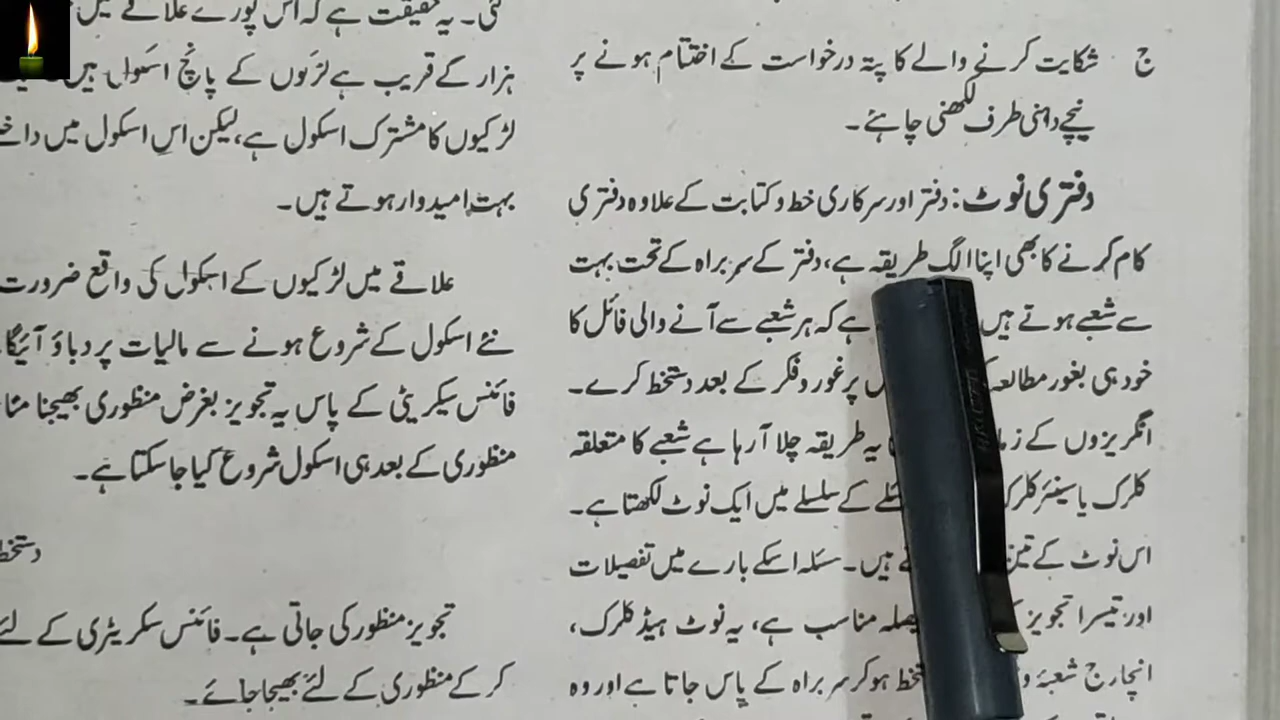 ج شکایت کرنے والے کا پتہ درخواست کے اختتام ہونے پر
نیچے داہنی طرف لکھنی چاہئے۔
دفتری نوٹ: دفتر اور سرکاری خط و کتابت کے علاوہ دفتری
کام کرنے کا بھی اپنا الگ طریقہ ہے، دفتر کے سربراہ کے تحت بہت
سے شعبے ہوتے ہیں ہے کہ ہر شعبے سے آنے والی فائل کا
خود ہی بغور مطالعہ پر غور و فکر کے بعد دستخط کرے۔
انگریزوں کے یہ طریقہ چلا آرہا ہے شعبے کا متعلقہ
کلرک یا سینئر کلرک کے سلسلے میں ایک نوٹ لکھتا ہے۔
اس نوٹ کے تین ہیں۔ سئلہ اسکے بارے میں تفصیلات
اور تیسرا تجویز مناسب ہے، یہ نوٹ ہیڈ کلرک،
انچارج شعبۂ ہوکر سربراہ کے پاس جاتا ہے اور وہ
گئی۔ یہ حقیقت ہے کہ اس پورے علاقے میں
ہزار کے قریب ہے لڑکوں کے پانچ اسکول ہیں
لڑکیوں کا مشترک اسکول ہے، لیکن اس اسکول میں
بہت امیدوار ہوتے ہیں۔
علاقے میں لڑکیوں کے اسکول کی واقع ضرورت
نئے اسکول کے شروع ہونے سے مالیات پر دباؤ آئیگا
فائنس سیکریٹی کے پاس یہ تجویز بغرض منظوری بھیجنا
منظوری کے بعد ہی اسکول شروع کیا جاسکتا ہے۔
تجویز منظور کی جاتی ہے۔ فائنس سکریٹری کے
کر کے منظوری کے لئے بھیجا جائے۔